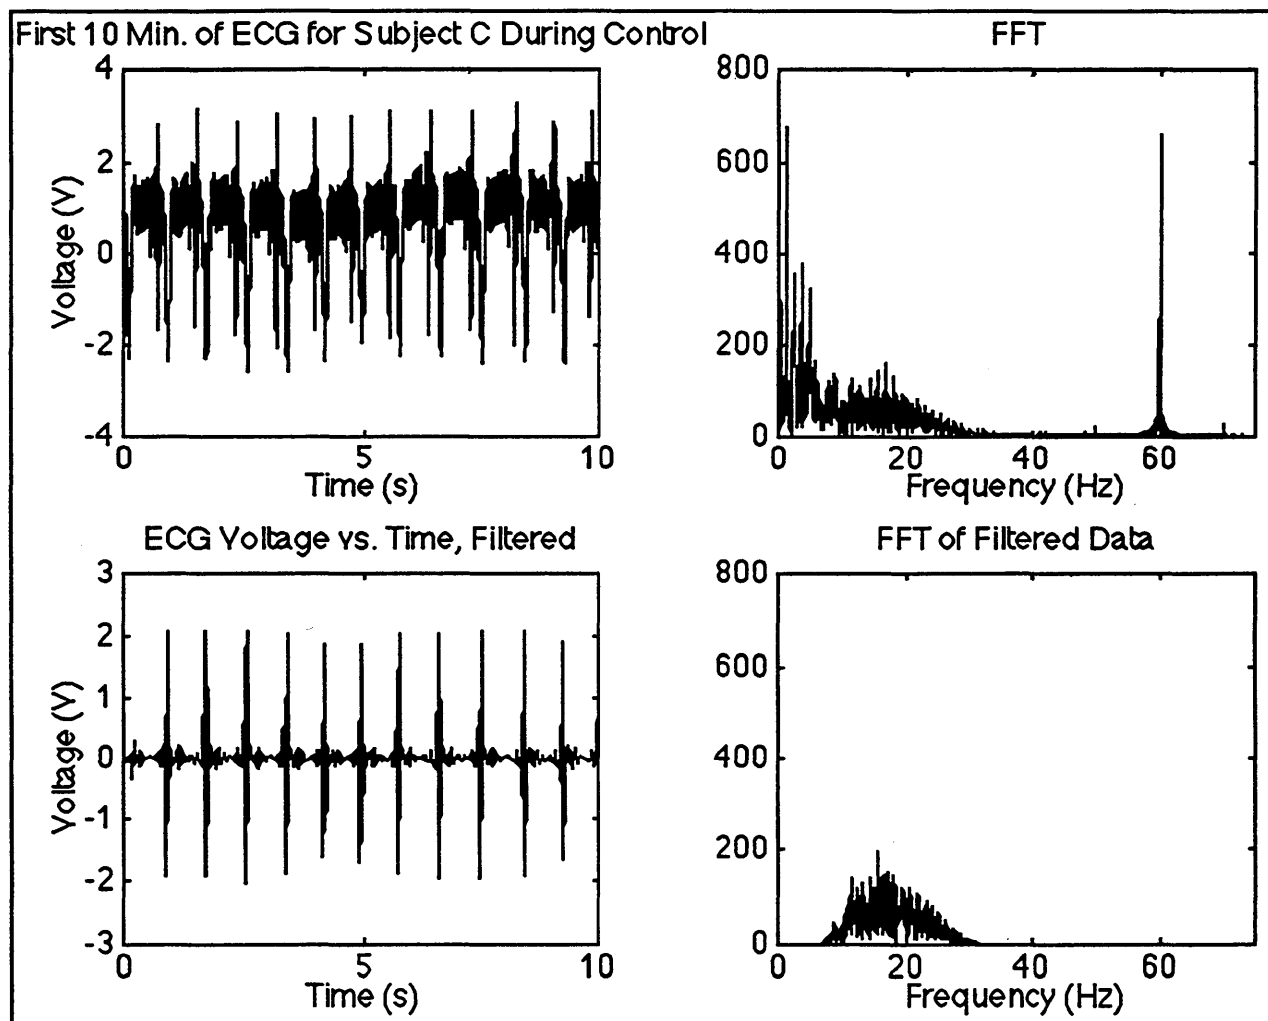 First 10 Min. of ECG for Subject C During Control
4
2
0
-2
-4
Voltage (V)
0 5 10
Time (s)
FFT
800
600
400
200
0
0 20 40 60
Frequency (Hz)
ECG Voltage vs. Time, Filtered
3
2
1
0
-1
-2
-3
Voltage (V)
0 5 10
Time (s)
FFT of Filtered Data
800
600
400
200
0
0 20 40 60
Frequency (Hz)